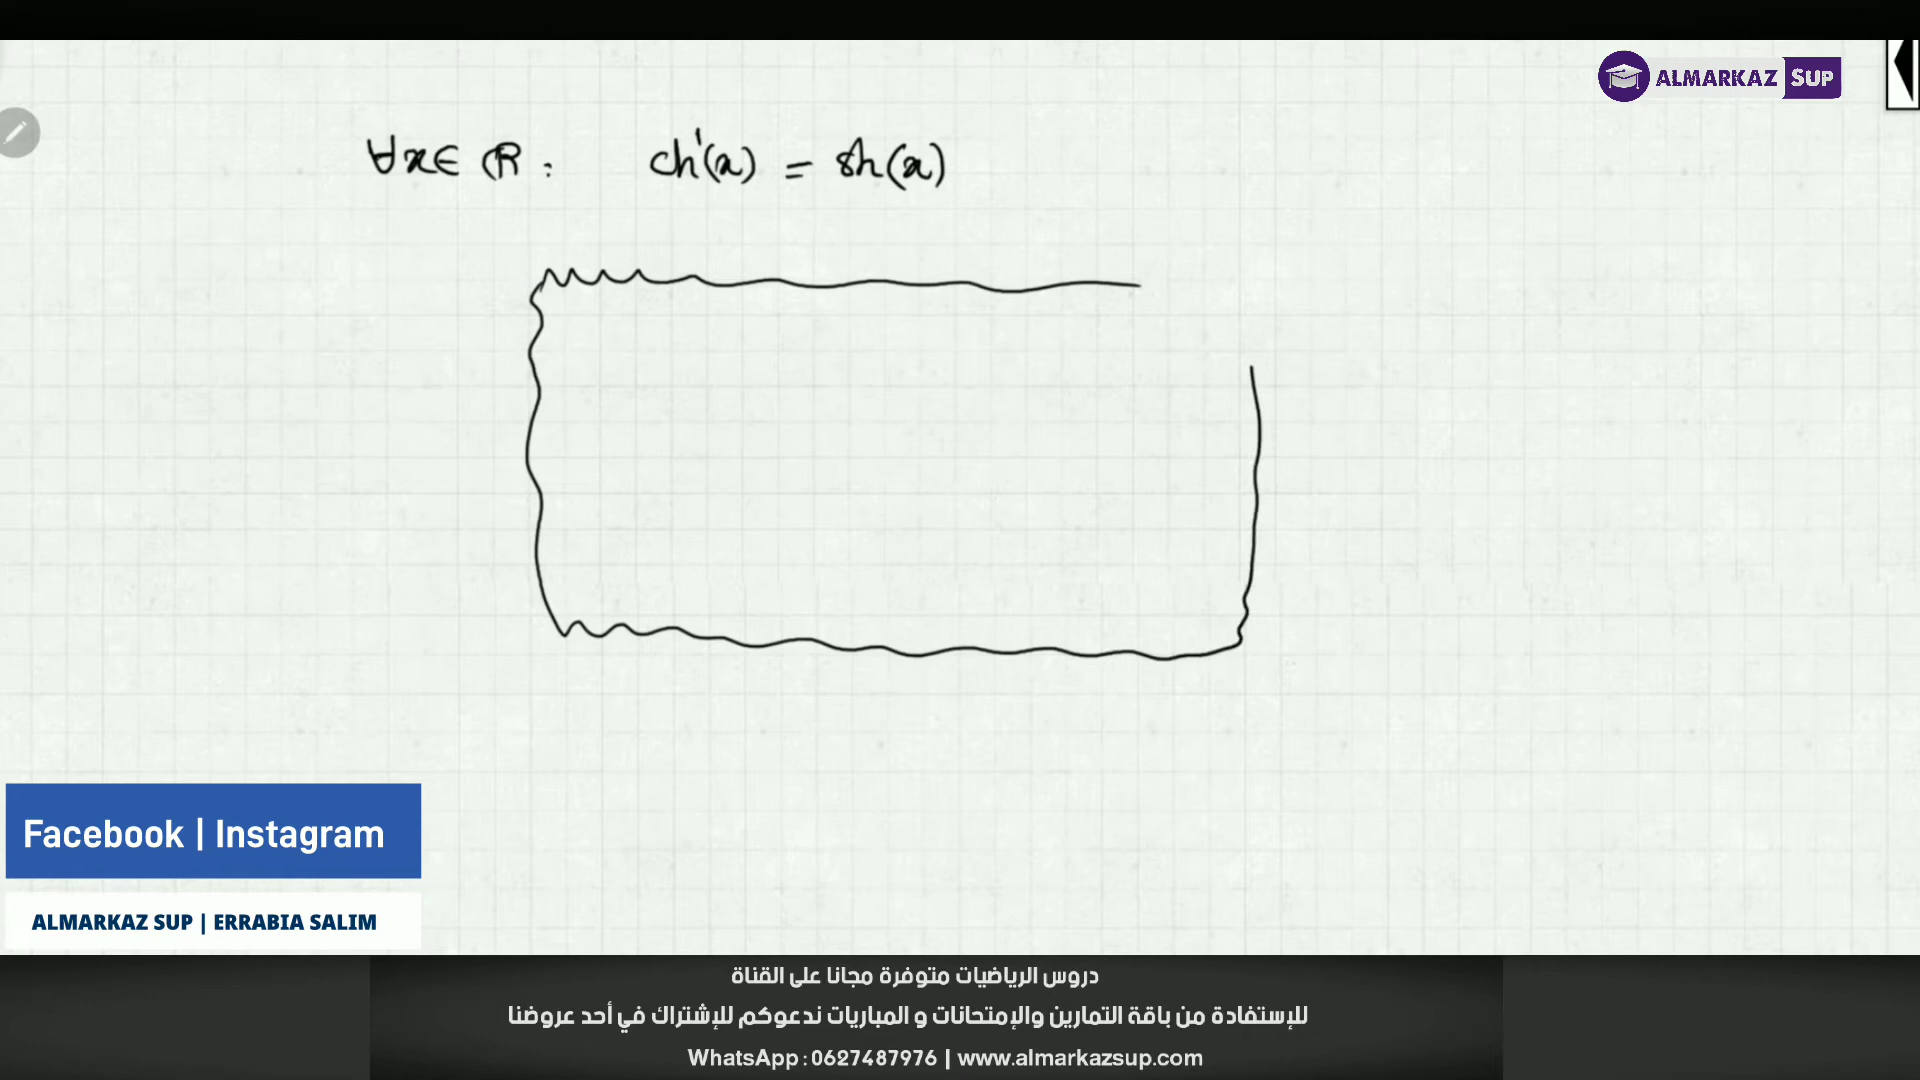 ALMARKAZ SUP
∀x∈ ℝ : ch'(x) = sh(x)
Facebook | Instagram
ALMARKAZ SUP | ERRABIA SALIM
دروس الرياضيات متوفرة مجانا على القناة
للإستفادة من باقة التمارين والإمتحانات و المباريات ندعوكم للإشتراك في أحد عروضنا
WhatsApp : 0627487976 | www.almarkazsup.com